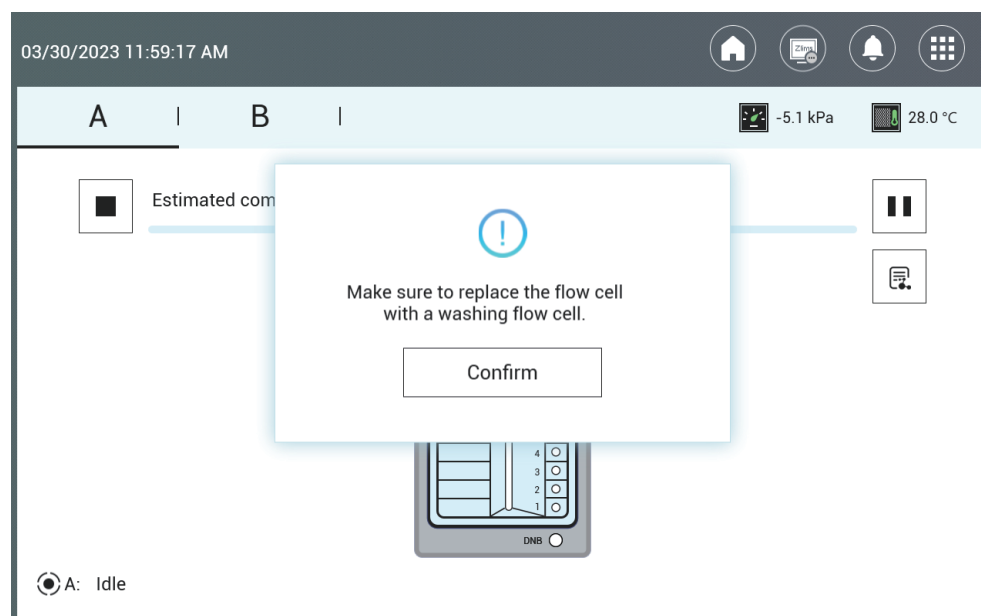 03/30/2023 11:59:17 AM
Zlims
A | B |
-5.1 kPa
28.0 °C
Estimated com
Make sure to replace the flow cell
with a washing flow cell.
Confirm
4
3
2
1
DNB
A: Idle